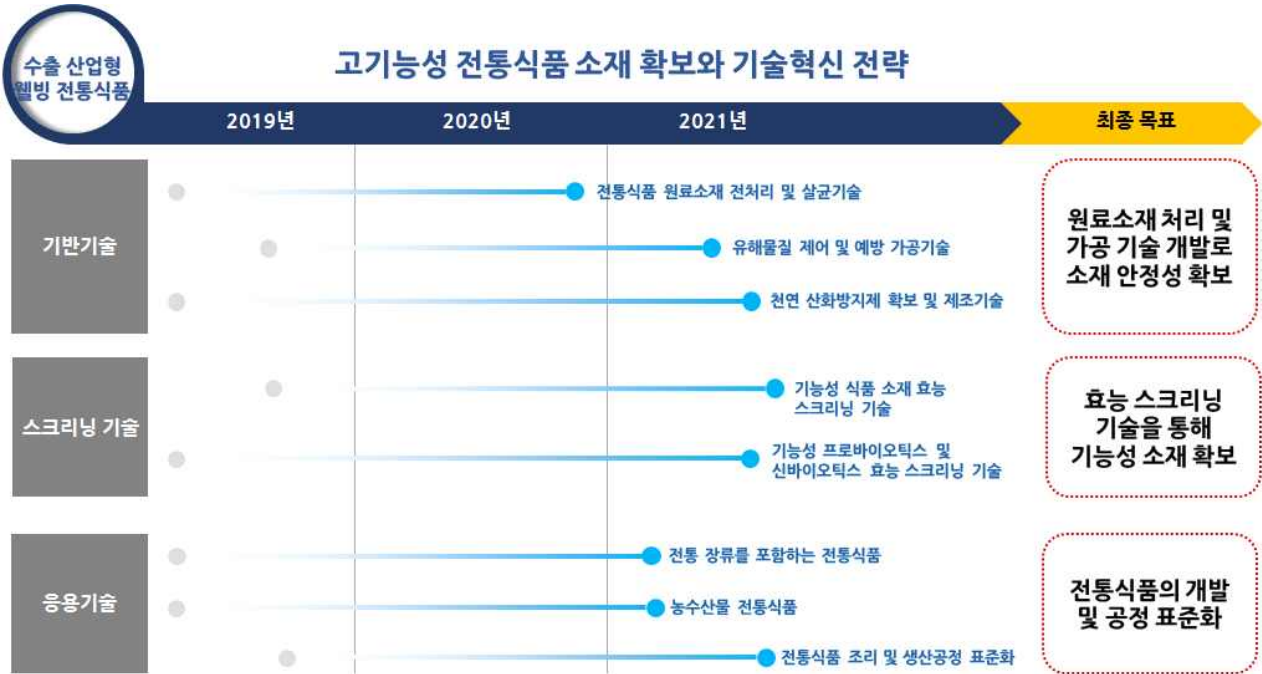 수출 산업형
웰빙 전통식품
고기능성 전통식품 소재 확보와 기술혁신 전략
2019년
2020년
2021년
최종 목표
기반기술
전통식품 원료소재 전처리 및 살균기술
유해물질 제어 및 예방 가공기술
천연 산화방지제 확보 및 제조기술
원료소재 처리 및
가공 기술 개발로
소재 안정성 확보
스크리닝 기술
기능성 식품 소재 효능
스크리닝 기술
기능성 프로바이오틱스 및
신바이오틱스 효능 스크리닝 기술
효능 스크리닝
기술을 통해
기능성 소재 확보
응용기술
전통 장류를 포함하는 전통식품
농수산물 전통식품
전통식품 조리 및 생산공정 표준화
전통식품의 개발
및 공정 표준화